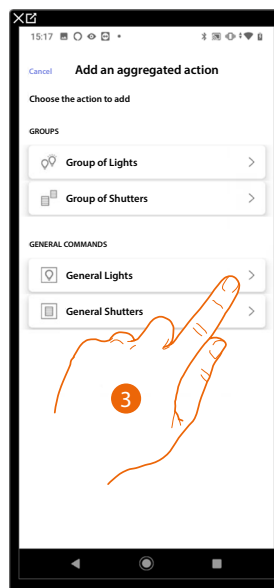 15:17
Cancel Add an aggregated action
Choose the action to add
GROUPS
Group of Lights
Group of Shutters
GENERAL COMMANDS
General Lights
General Shutters
3